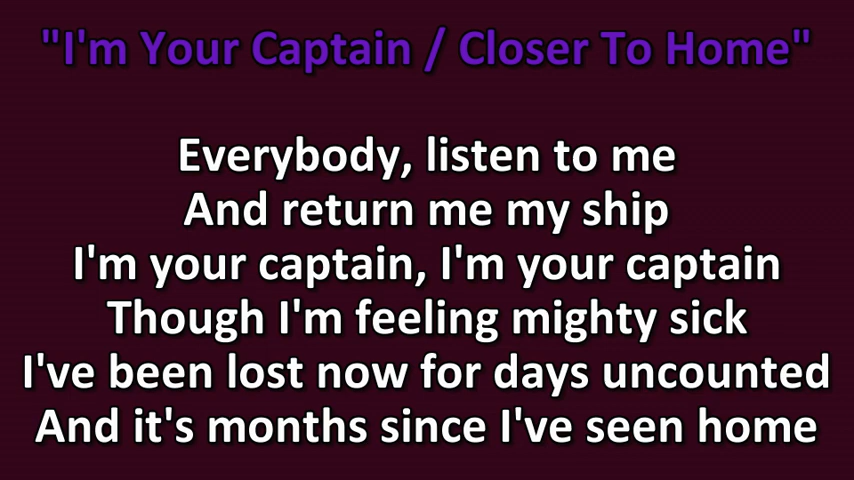 "I'm Your Captain / Closer To Home"
Everybody, listen to me
And return me my ship
I'm your captain, I'm your captain
Though I'm feeling mighty sick
I've been lost now for days uncounted
And it's months since I've seen home